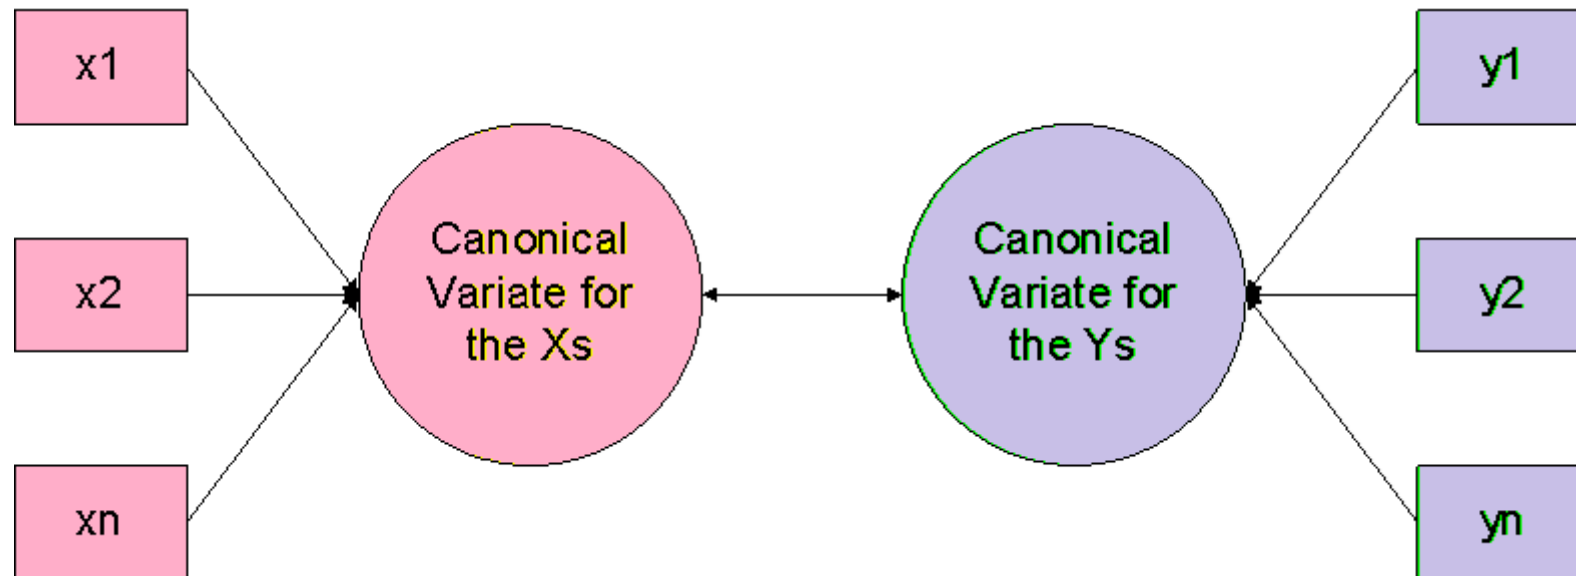 x1
y1
Canonical
Variate for
the Xs
Canonical
Variate for
the Ys
x2
y2
xn
yn